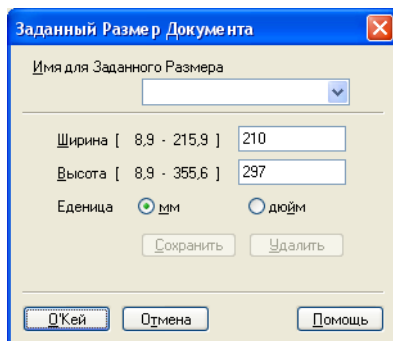 Заданный Размер Документа
Имя для Заданного Размера
Ширина [ 8,9 - 215,9 ] 210
Высота [ 8,9 - 355,6 ] 297
Еденица мм дюйм
Сохранить Удалить
О'Кей Отмена Помощь